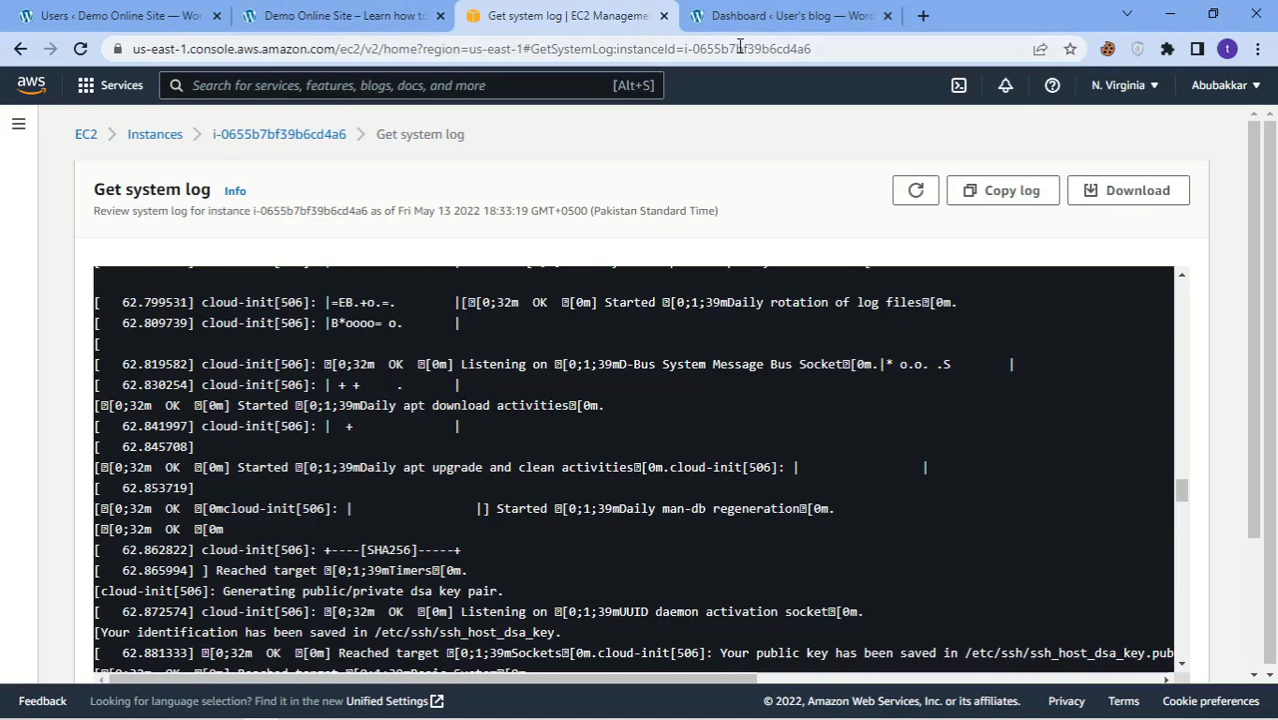 Users ‹ Demo Online Site — Wor
Demo Online Site – Learn how to
Get system log | EC2 Manageme
Dashboard ‹ User's blog — Word
us-east-1.console.aws.amazon.com/ec2/v2/home?region=us-east-1#GetSystemLog:instanceId=i-0655b7bf39b6cd4a6
t
aws
Services
Search for services, features, blogs, docs, and more
[Alt+S]
N. Virginia
Abubakkar
EC2
Instances
i-0655b7bf39b6cd4a6
Get system log
Get system log
Info
Copy log
Download
Review system log for instance i-0655b7bf39b6cd4a6 as of Fri May 13 2022 18:33:19 GMT+0500 (Pakistan Standard Time)
[ 62.799531] cloud-init[506]: |=EB.+o.=. |[[0;32m OK [0m] Started [0;1;39mDaily rotation of log files[0m.
[ 62.809739] cloud-init[506]: |B*oooo= o. |
[
[ 62.819582] cloud-init[506]: [0;32m OK [0m] Listening on [0;1;39mD-Bus System Message Bus Socket[0m.|* o.o. .S |
[ 62.830254] cloud-init[506]: | + + . |
[[0;32m OK [0m] Started [0;1;39mDaily apt download activities[0m.
[ 62.841997] cloud-init[506]: | + |
[ 62.845708]
[[0;32m OK [0m] Started [0;1;39mDaily apt upgrade and clean activities[0m.cloud-init[506]: | |
[ 62.853719]
[[0;32m OK [0mcloud-init[506]: | |] Started [0;1;39mDaily man-db regeneration[0m.
[[0;32m OK [0m
[ 62.862822] cloud-init[506]: +----[SHA256]-----+
[ 62.865994] ] Reached target [0;1;39mTimers[0m.
[cloud-init[506]: Generating public/private dsa key pair.
[ 62.872574] cloud-init[506]: [0;32m OK [0m] Listening on [0;1;39mUUID daemon activation socket[0m.
[Your identification has been saved in /etc/ssh/ssh_host_dsa_key.
[ 62.881333] [0;32m OK [0m] Reached target [0;1;39mSockets[0m.cloud-init[506]: Your public key has been saved in /etc/ssh/ssh_host_dsa_key.pub
Feedback
Looking for language selection? Find it in the new Unified Settings
© 2022, Amazon Web Services, Inc. or its affiliates.
Privacy
Terms
Cookie preferences